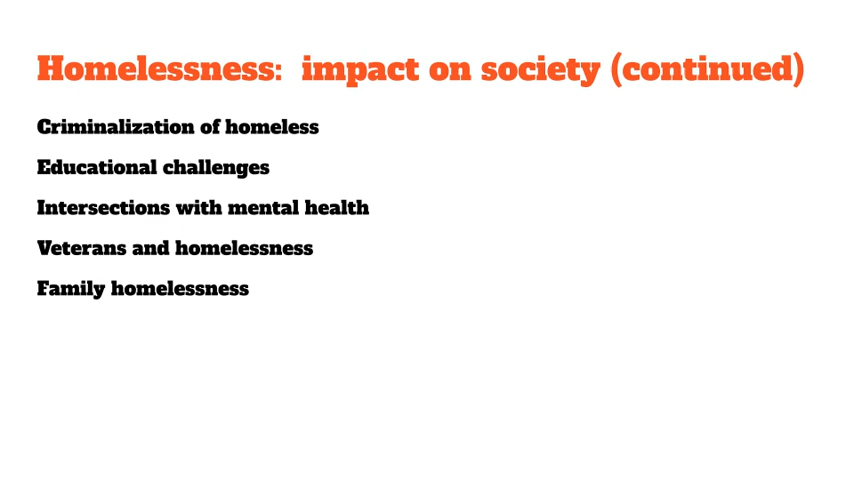 Homelessness:  impact on society (continued)
Criminalization of homeless
Educational challenges
Intersections with mental health
Veterans and homelessness
Family homelessness